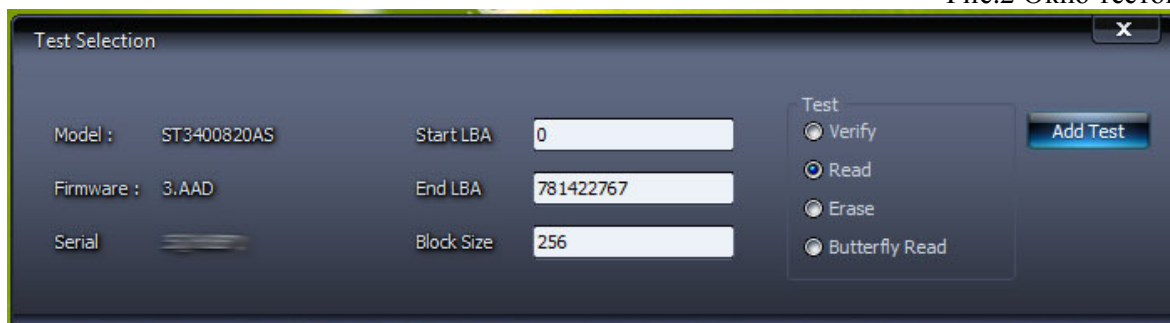 Test Selection
x
Model : ST3400820AS
Firmware : 3.AAD
Serial
Start LBA 0
End LBA 781422767
Block Size 256
Test
Verify
Read
Erase
Butterfly Read
Add Test